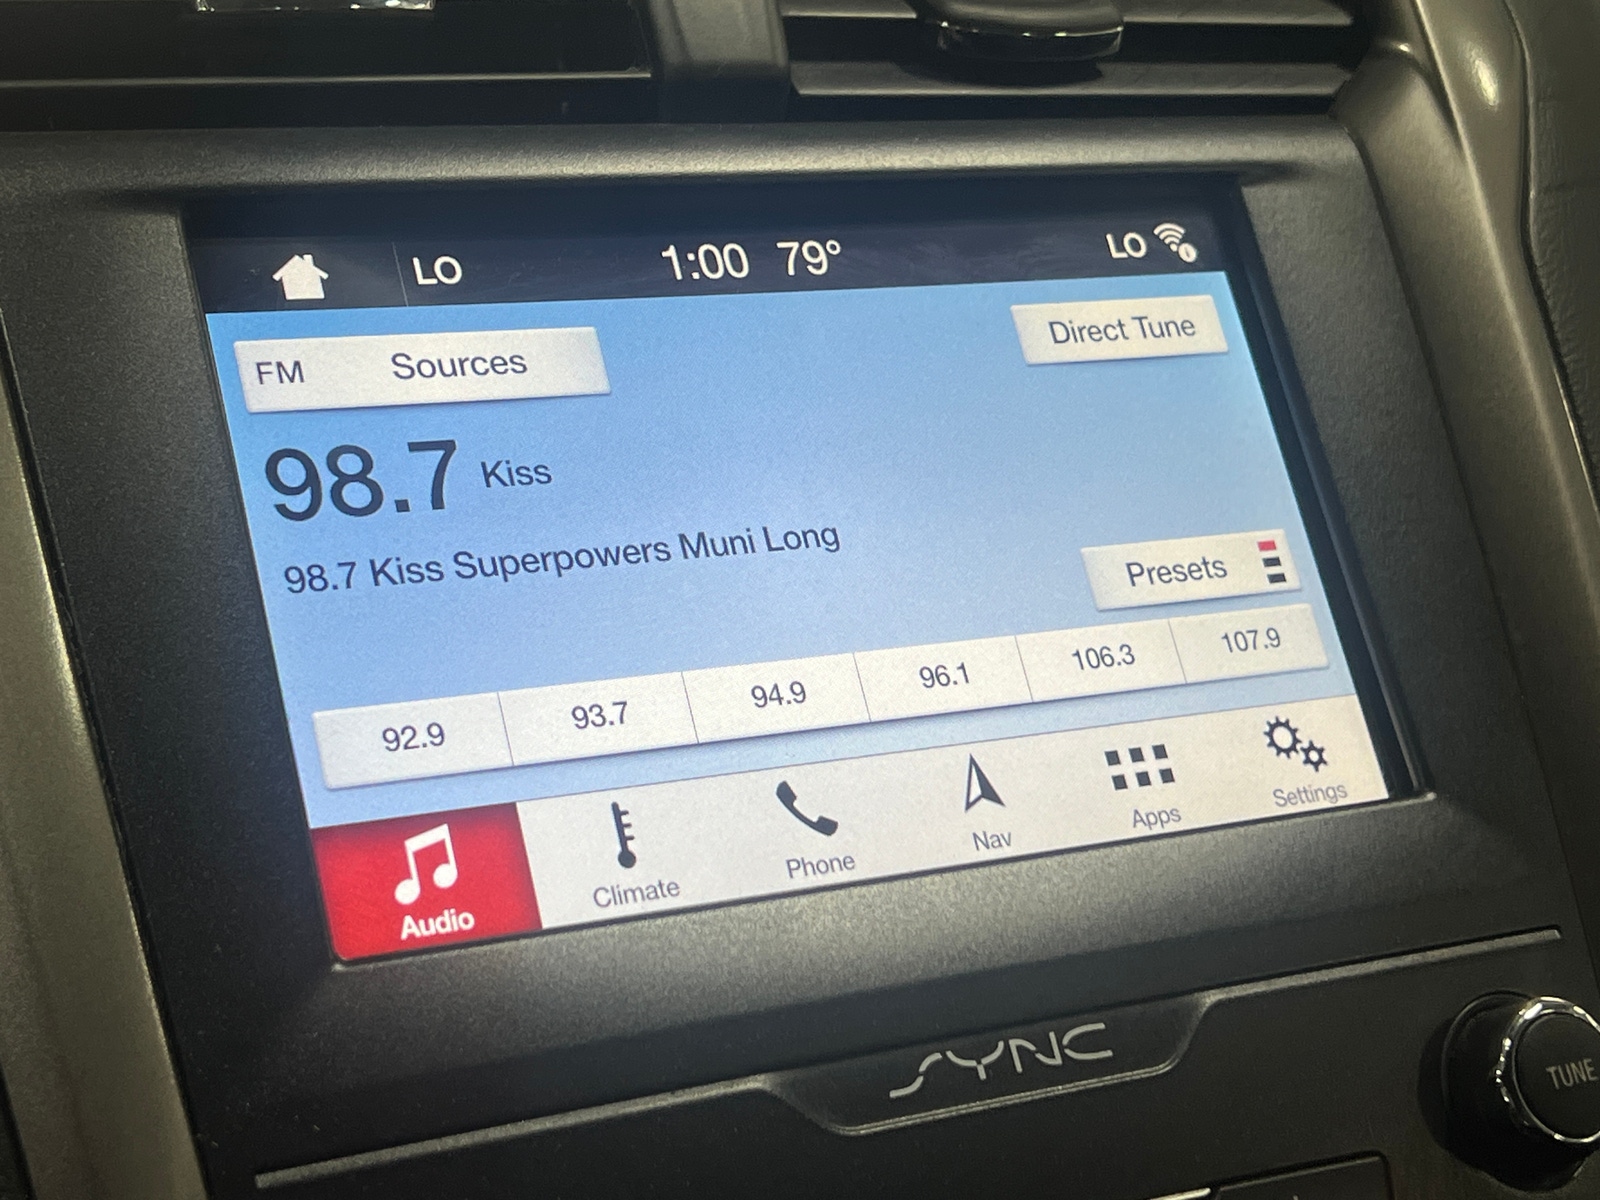 LO 1:00 79° LO
FM Sources Direct Tune
98.7 Kiss
98.7 Kiss Superpowers Muni Long
Presets
92.9 93.7 94.9 96.1 106.3 107.9
Audio Climate Phone Nav Apps Settings
SYNC
TUNE